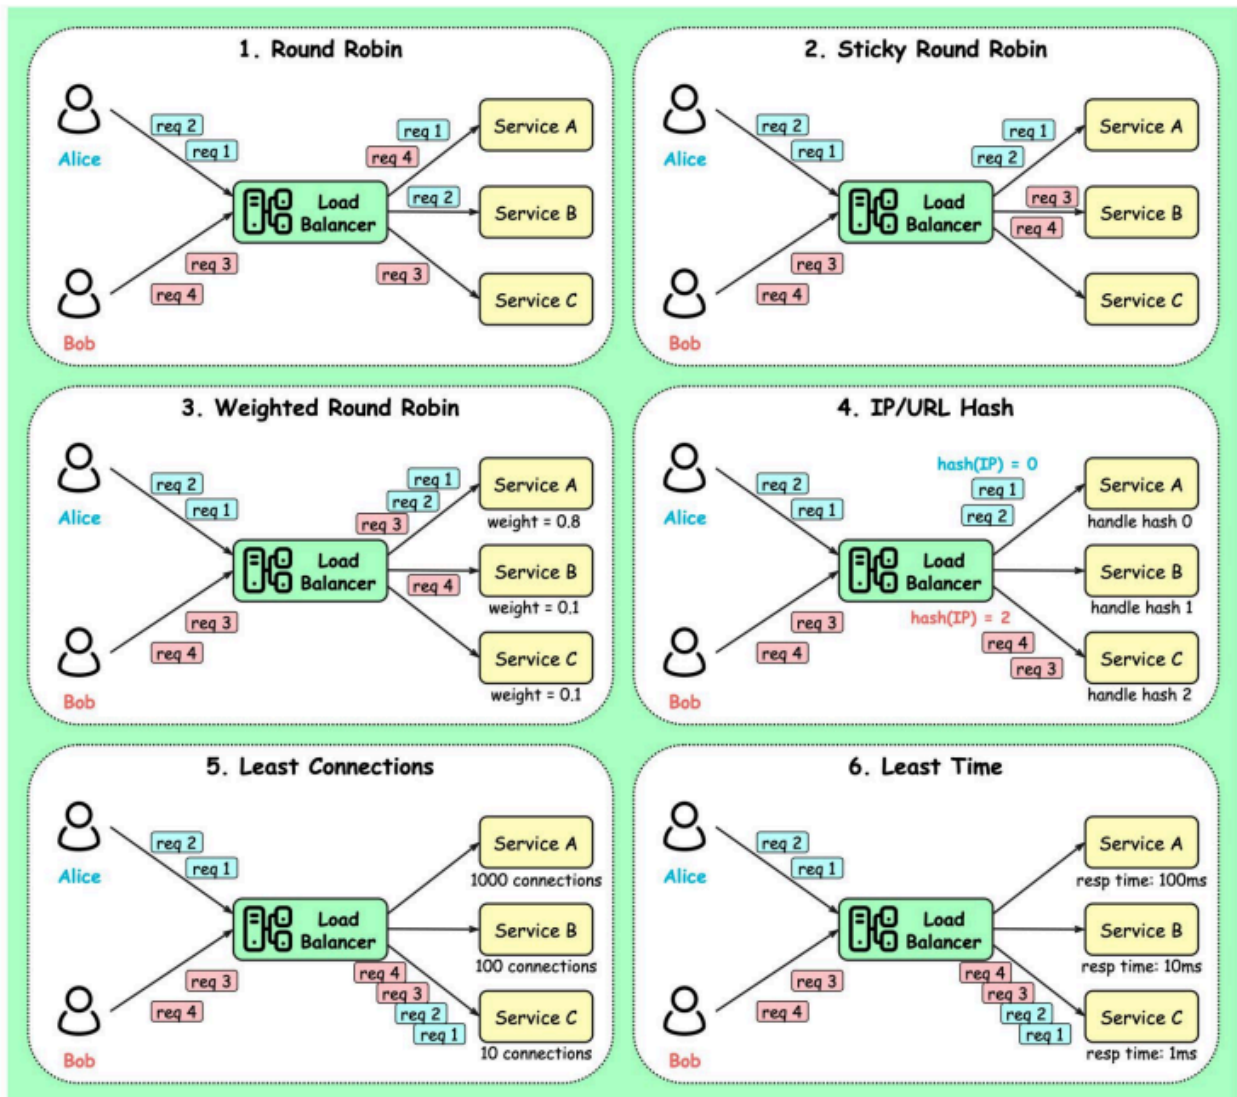 1. Round Robin
req 2
req 1
Alice
req 3
req 4
Bob
Load
Balancer
req 1
req 4
req 2
req 3
Service A
Service B
Service C
2. Sticky Round Robin
req 2
req 1
Alice
req 3
req 4
Bob
Load
Balancer
req 1
req 2
req 3
req 4
Service A
Service B
Service C
3. Weighted Round Robin
req 2
req 1
Alice
req 3
req 4
Bob
Load
Balancer
req 1
req 2
req 3
req 4
Service A
weight = 0.8
Service B
weight = 0.1
Service C
weight = 0.1
4. IP/URL Hash
req 2
req 1
Alice
req 3
req 4
Bob
Load
Balancer
hash(IP) = 0
req 1
req 2
hash(IP) = 2
req 4
req 3
Service A
handle hash 0
Service B
handle hash 1
Service C
handle hash 2
5. Least Connections
req 2
req 1
Alice
req 3
req 4
Bob
Load
Balancer
req 4
req 3
req 2
req 1
Service A
1000 connections
Service B
100 connections
Service C
10 connections
6. Least Time
req 2
req 1
Alice
req 3
req 4
Bob
Load
Balancer
req 4
req 3
req 2
req 1
Service A
resp time: 100ms
Service B
resp time: 10ms
Service C
resp time: 1ms